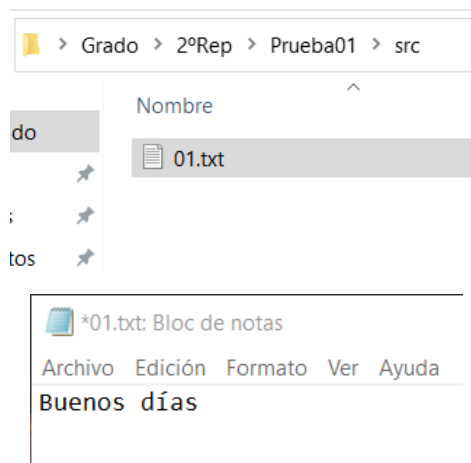 > Grado > 2ºRep > Prueba01 > src
Nombre
do
01.txt
s
tos
*01.txt: Bloc de notas
Archivo Edición Formato Ver Ayuda
Buenos días